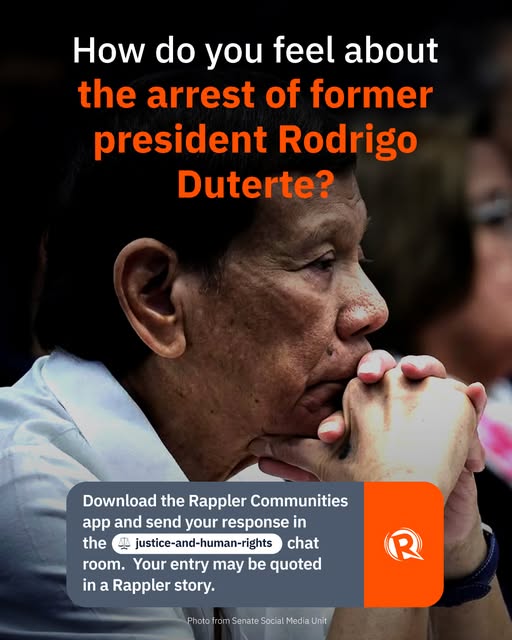 How do you feel about
the arrest of former
president Rodrigo
Duterte?
Download the Rappler Communities
app and send your response in
the justice-and-human-rights chat
room. Your entry may be quoted
in a Rappler story.
R
Photo from Senate Social Media Unit